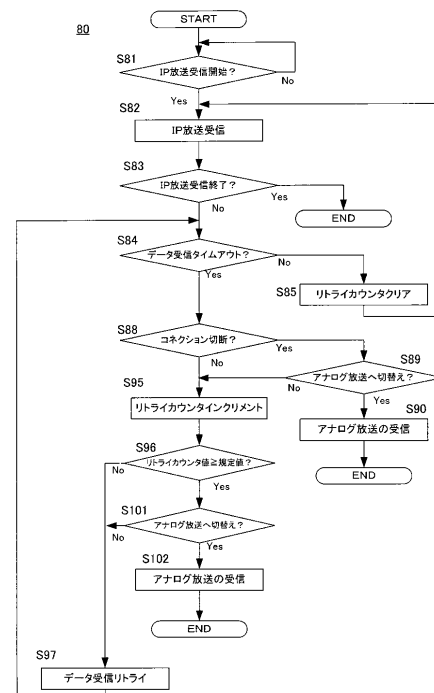 80
START
S81
IP放送受信開始？
No
Yes
S82
IP放送受信
S83
IP放送受信終了？
Yes
No
END
S84
データ受信タイムアウト？
No
Yes
S85
リトライカウンタクリア
S88
コネクション切断？
Yes
No
S89
アナログ放送へ切替え？
No
Yes
S95
リトライカウンタインクリメント
S90
アナログ放送の受信
END
S96
リトライカウンタ値≧規定値？
No
Yes
S101
アナログ放送へ切替え？
No
Yes
S102
アナログ放送の受信
END
S97
データ受信リトライ